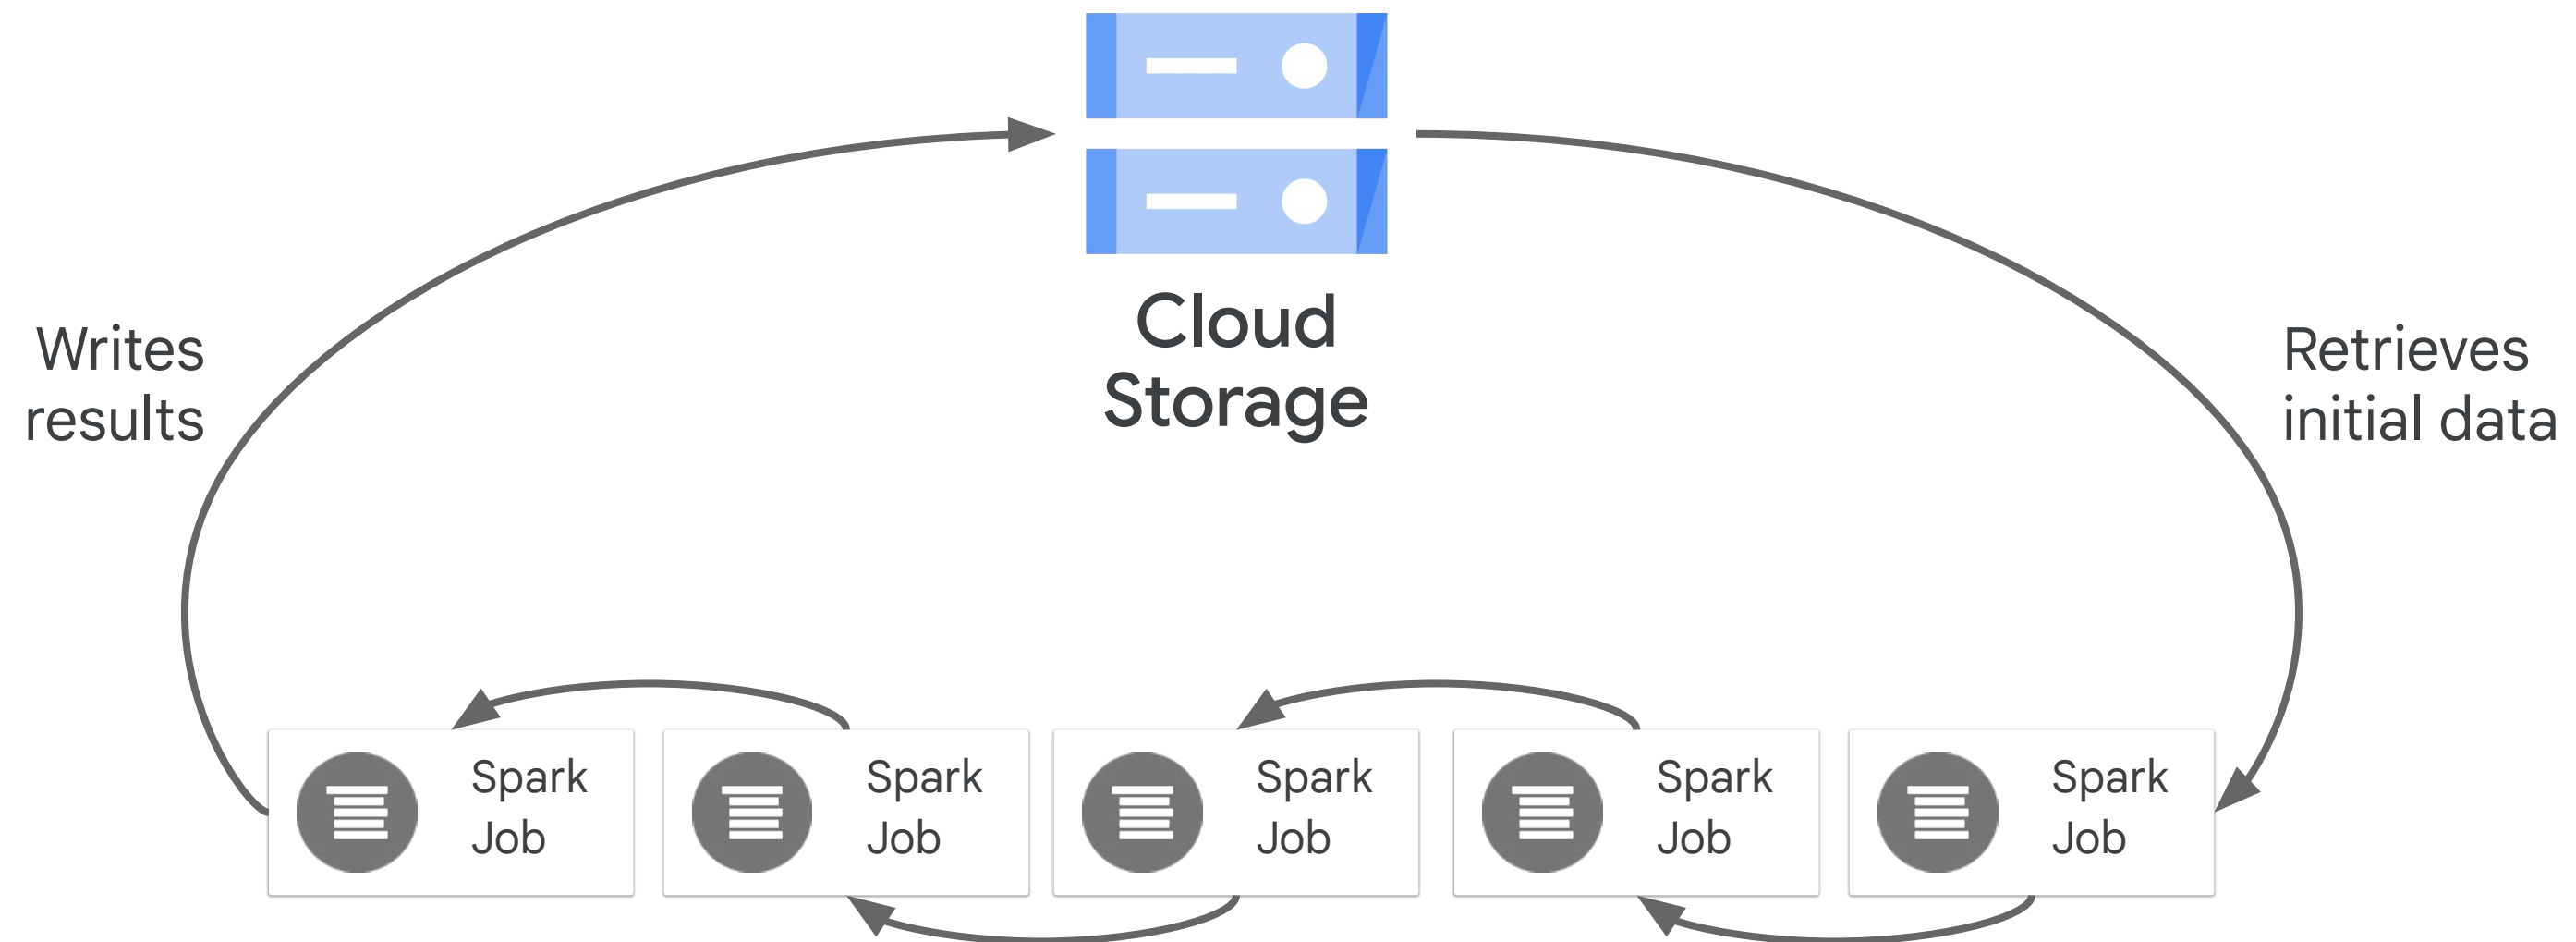 Cloud
Storage
Writes
results
Retrieves
initial data
Spark
Job
Spark
Job
Spark
Job
Spark
Job
Spark
Job